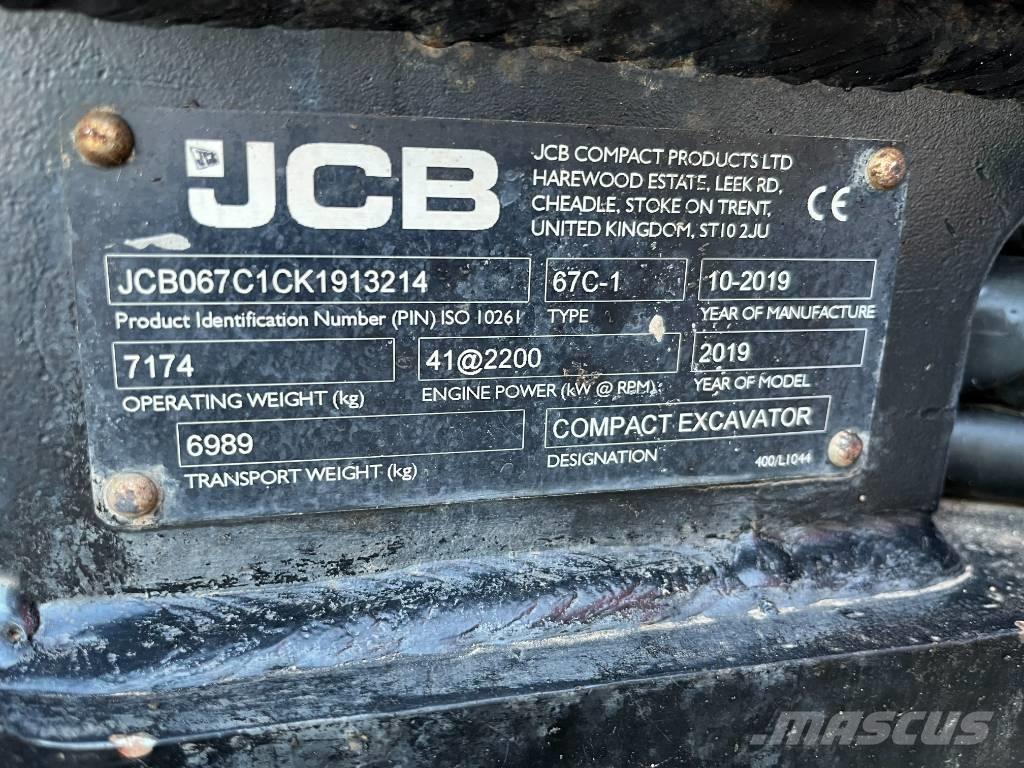 JCB
JCB COMPACT PRODUCTS LTD
HAREWOOD ESTATE, LEEK RD,
CHEADLE, STOKE ON TRENT,
UNITED KINGDOM, ST10 2JU
CE
JCB067C1CK1913214
Product Identification Number (PIN) ISO 10261
67C-1
TYPE
10-2019
YEAR OF MANUFACTURE
7174
OPERATING WEIGHT (kg)
41@2200
ENGINE POWER (kW @ RPM)
2019
YEAR OF MODEL
6989
TRANSPORT WEIGHT (kg)
COMPACT EXCAVATOR
DESIGNATION
400/L1044
mascus